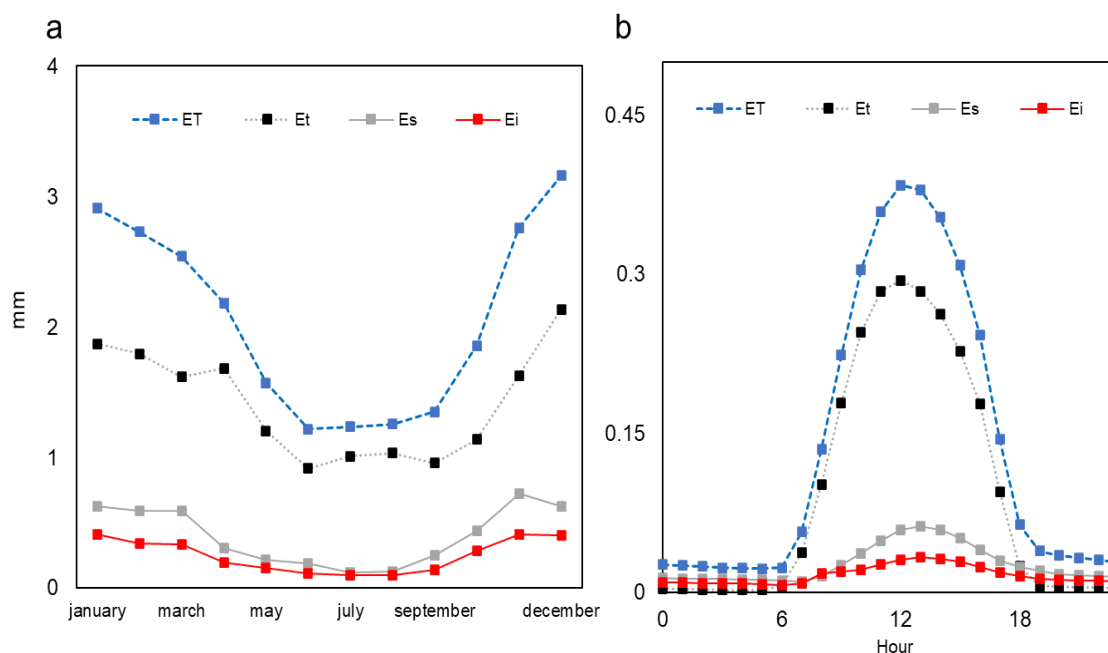 a
4
3
2
1
0
mm
ET Et Es Ei
january march may july september december
b
0.45
0.3
0.15
0
ET Et Es Ei
0 6 12 18
Hour